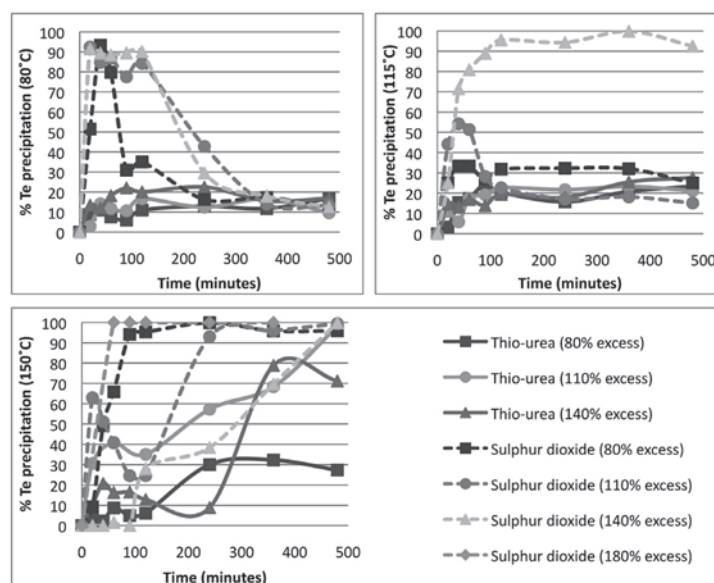 % Te precipitation (80˚C)
100
90
80
70
60
50
40
30
20
10
0
0 100 200 300 400 500
Time (minutes)
% Te precipitation (115˚C)
100
90
80
70
60
50
40
30
20
10
0
0 100 200 300 400 500
Time (minutes)
% Te precipitation (150˚C)
100
90
80
70
60
50
40
30
20
10
0
0 100 200 300 400 500
Time (minutes)
Thio-urea (80% excess)
Thio-urea (110% excess)
Thio-urea (140% excess)
Sulphur dioxide (80% excess)
Sulphur dioxide (110% excess)
Sulphur dioxide (140% excess)
Sulphur dioxide (180% excess)